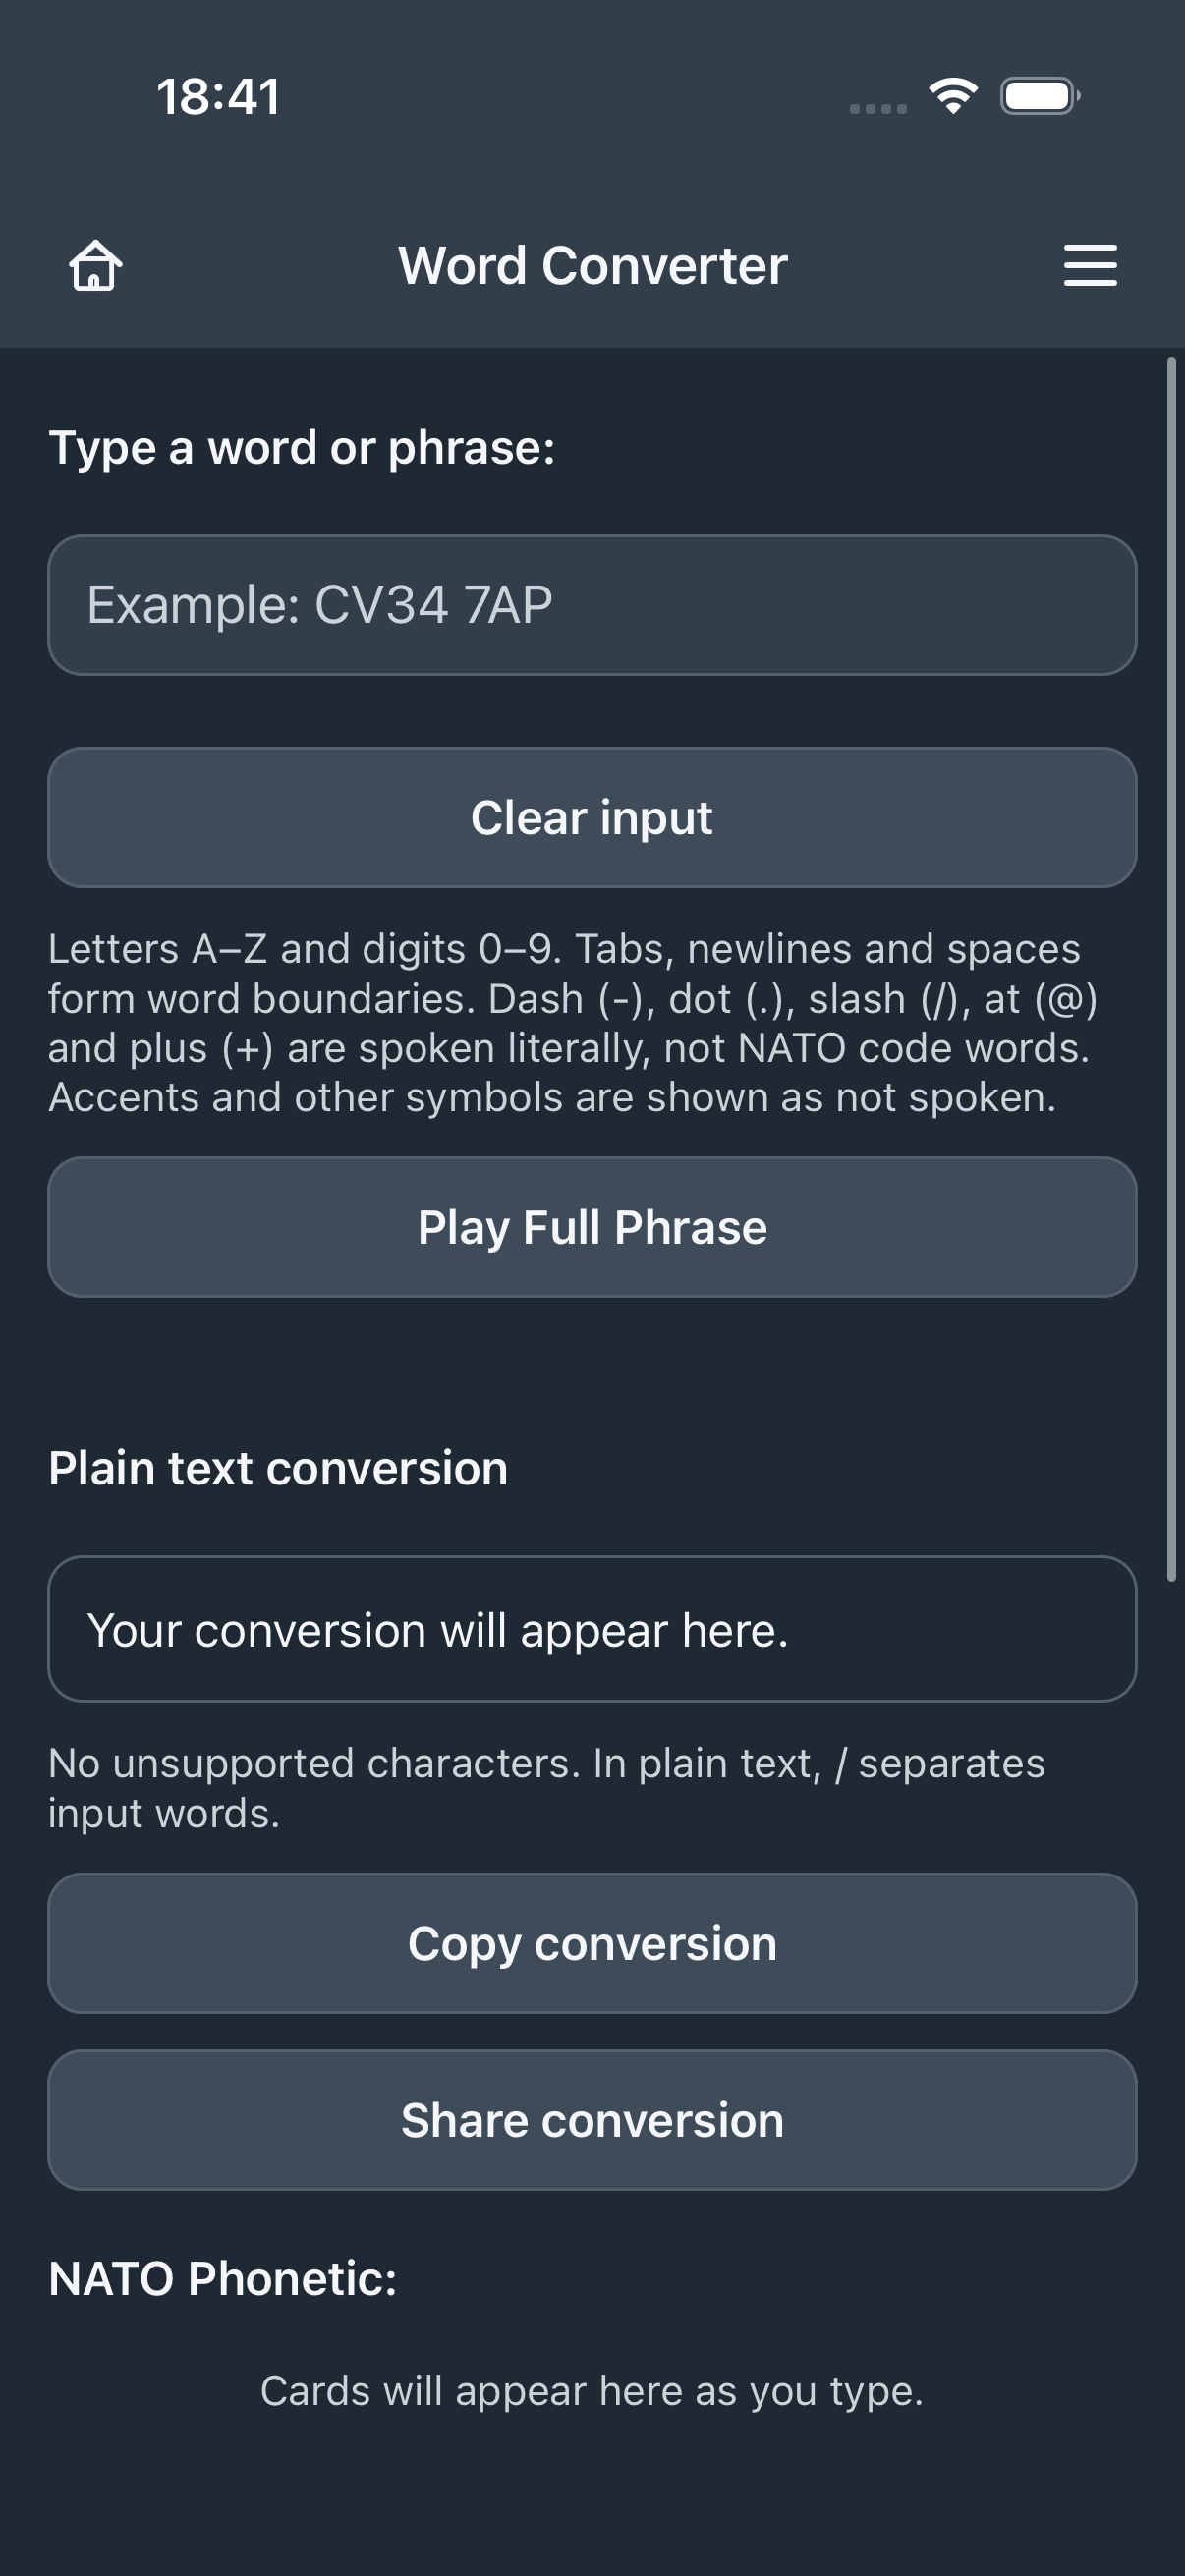 18:41
Word Converter
Type a word or phrase:
Example: CV34 7AP
Clear input
Letters A–Z and digits 0–9. Tabs, newlines and spaces
form word boundaries. Dash (-), dot (.), slash (/), at (@)
and plus (+) are spoken literally, not NATO code words.
Accents and other symbols are shown as not spoken.
Play Full Phrase
Plain text conversion
Your conversion will appear here.
No unsupported characters. In plain text, / separates
input words.
Copy conversion
Share conversion
NATO Phonetic:
Cards will appear here as you type.